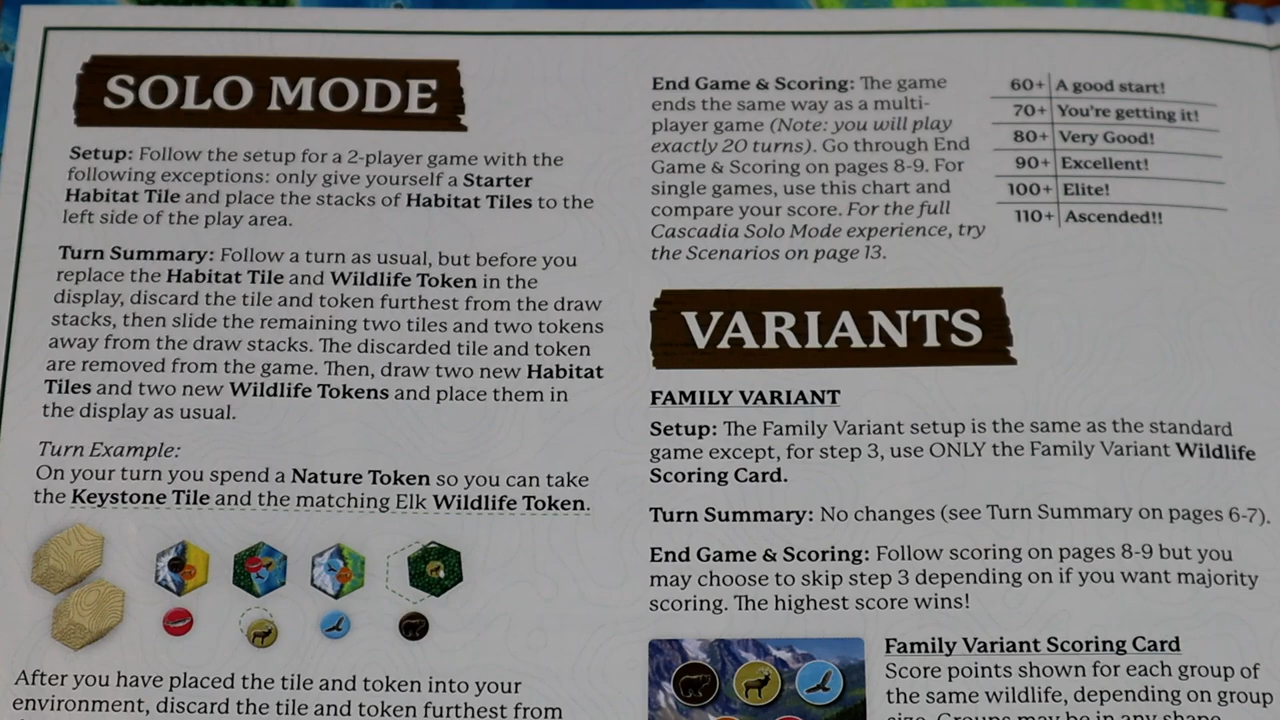 SOLO MODE
Setup: Follow the setup for a 2-player game with the
following exceptions: only give yourself a Starter
Habitat Tile and place the stacks of Habitat Tiles to the
left side of the play area.
Turn Summary: Follow a turn as usual, but before you
replace the Habitat Tile and Wildlife Token in the
display, discard the tile and token furthest from the draw
stacks, then slide the remaining two tiles and two tokens
away from the draw stacks. The discarded tile and token
are removed from the game. Then, draw two new Habitat
Tiles and two new Wildlife Tokens and place them in
the display as usual.
Turn Example:
On your turn you spend a Nature Token so you can take
the Keystone Tile and the matching Elk Wildlife Token.
After you have placed the tile and token into your
environment, discard the tile and token furthest from
End Game & Scoring: The game
ends the same way as a multi-
player game (Note: you will play
exactly 20 turns). Go through End
Game & Scoring on pages 8-9. For
single games, use this chart and
compare your score. For the full
Cascadia Solo Mode experience, try
the Scenarios on page 13.
60+ A good start!
70+ You're getting it!
80+ Very Good!
90+ Excellent!
100+ Elite!
110+ Ascended!!
VARIANTS
FAMILY VARIANT
Setup: The Family Variant setup is the same as the standard
game except, for step 3, use ONLY the Family Variant Wildlife
Scoring Card.
Turn Summary: No changes (see Turn Summary on pages 6-7).
End Game & Scoring: Follow scoring on pages 8-9 but you
may choose to skip step 3 depending on if you want majority
scoring. The highest score wins!
Family Variant Scoring Card
Score points shown for each group of
the same wildlife, depending on group
size. Groups may be in any shape